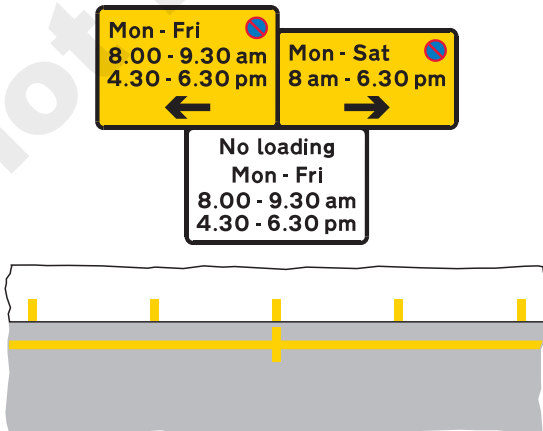 Mon - Fri
8.00 - 9.30 am
4.30 - 6.30 pm
Mon - Sat
8 am - 6.30 pm
No loading
Mon - Fri
8.00 - 9.30 am
4.30 - 6.30 pm
not